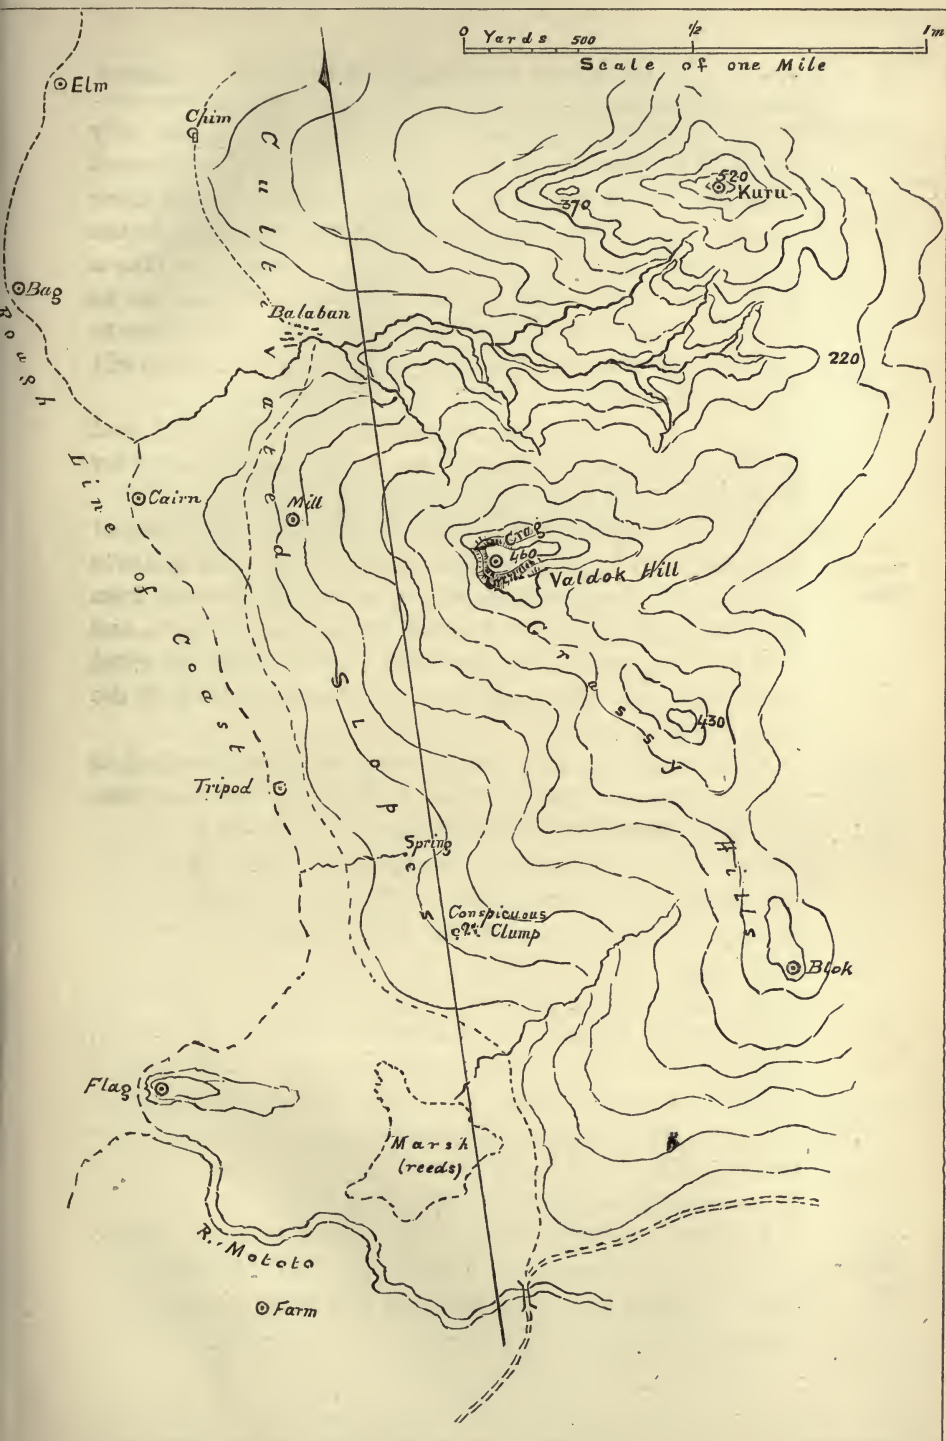 0 Yards 500 1/2 1 m
Scale of one Mile
Elm
Chim
520
Kuru
370
Bag
Balaban
220
Rough Line of Coast
Cultivated Slopes
Cairn
Mill
Crag
460
Valdok Hill
Grassy Hills
430
Tripod
Spring
Conspicuous
Clump
Blok
Flag
Marsh
(reeds)
R. Mototo
Farm